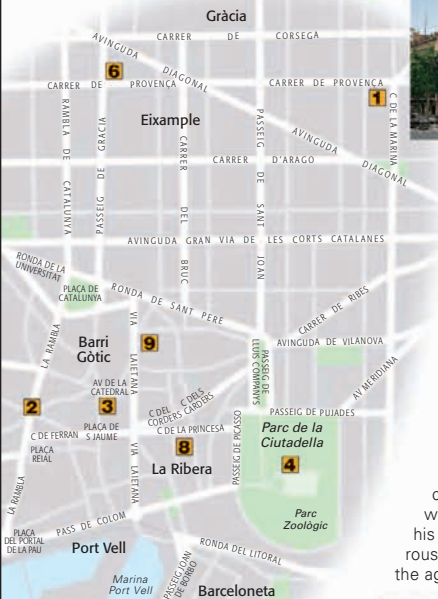 Gràcia
CARRER DE CORSEGA
AVINGUDA DIAGONAL
6
CARRER DE PROVENÇA
CARRER DE PROVENÇA
1
C DE LA MARINA
Eixample
RAMBLA DE CATALUNYA
PASSEIG DE GRACIA
CARRER DEL BRUC
PASSEIG DE SANT JOAN
AVINGUDA DIAGONAL
CARRER D'ARAGO
AVINGUDA GRAN VIA DE LES CORTS CATALANES
RONDA DE LA
UNIVERSITAT
PLAÇA DE
CATALUNYA
RONDA DE SANT PERE
CARRER DE RIBES
LA RAMBLA
Barri
Gòtic
VIA LAIETANA
9
AVINGUDA DE VILANOVA
PASSEIG DE
LLUIS COMPANYS
AV MERIDIANA
AV DE LA
CATEDRAL
2
3
C DEL
CORDERS
C DELS
CARDERS
PASSEIG DE PUJADES
C DE FERRAN
PLAÇA DE
S JAUME
C DE LA PRINCESA
PASSEIG DE PICASSO
Parc de la
Ciutadella
PLAÇA
REIAL
8
4
La Ribera
LA RAMBLA
VIA LAIETANA
PLAÇA
DEL PORTAL
DE LA PAU
PASS DE COLOM
Parc
Zoològic
Port Vell
RONDA DEL LITORAL
Marina
Port Vell
PASSEIG JOAN
DE BORBO
Barceloneta
c
w
his
rous
the ag